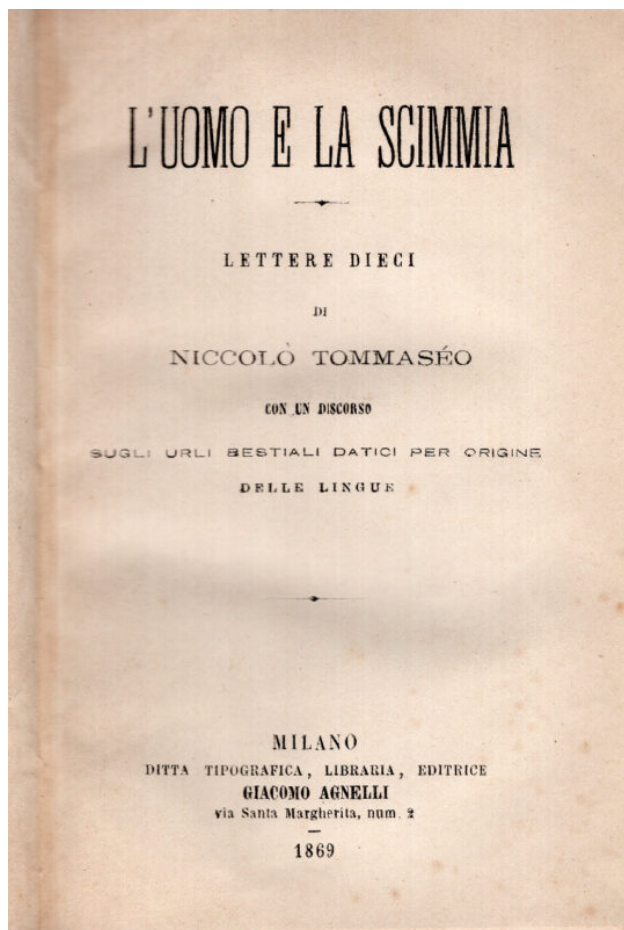 L'UOMO E LA SCIMMIA
LETTERE DIECI
DI
NICCOLÒ TOMMASÉO
CON UN DISCORSO
SUGLI URLI BESTIALI DATICI PER ORIGINE
DELLE LINGUE
MILANO
DITTA TIPOGRAFICA, LIBRARIA, EDITRICE
GIACOMO AGNELLI
via Santa Margherita, num. 2
1869